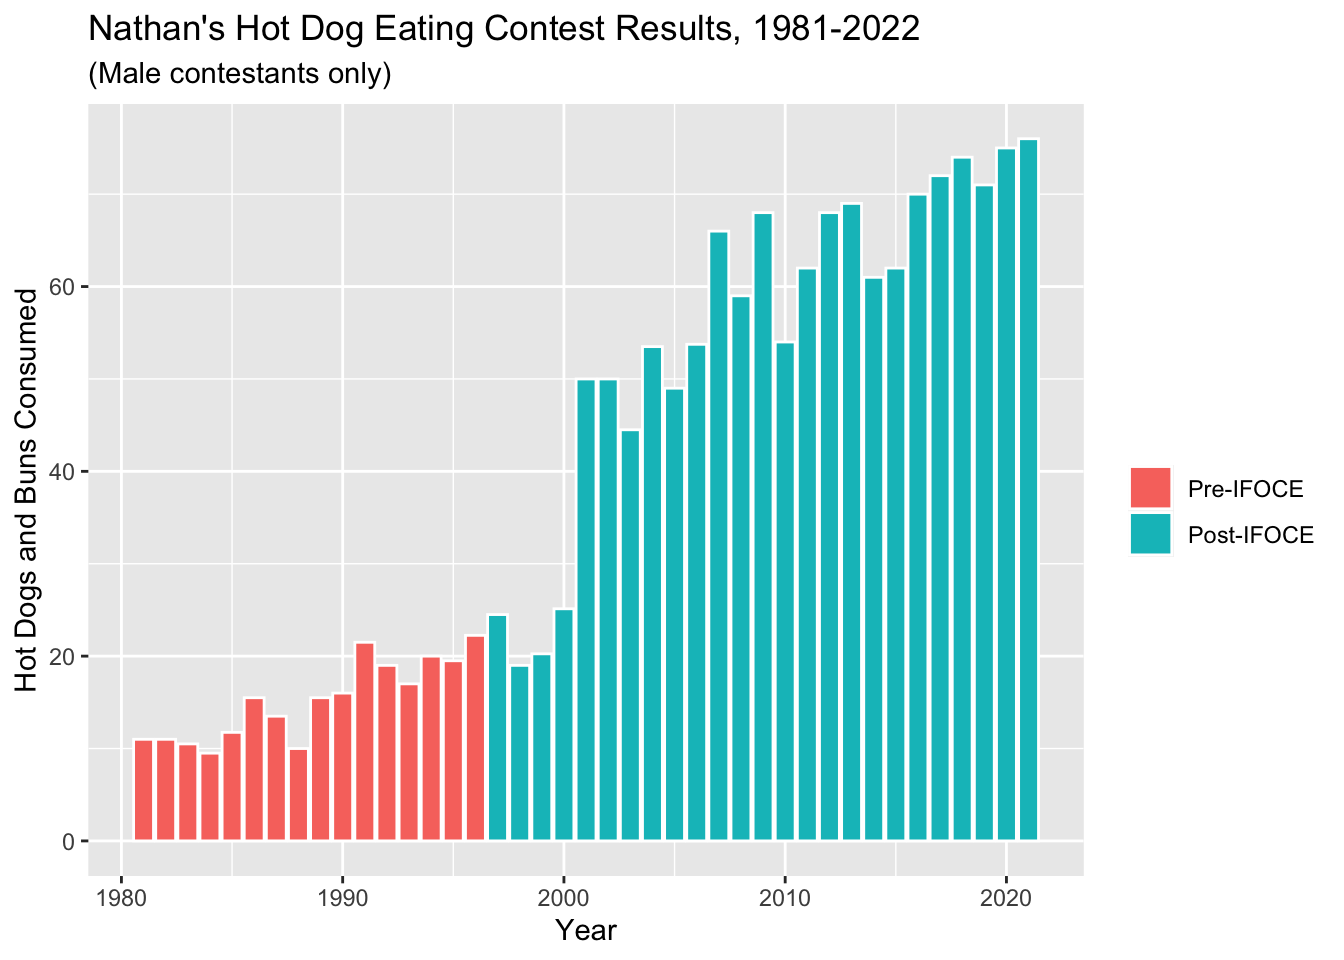 Nathan's Hot Dog Eating Contest Results, 1981-2022
(Male contestants only)
Hot Dogs and Buns Consumed
60
40
20
0
1980
1990
2000
2010
2020
Year
Pre-IFOCE
Post-IFOCE